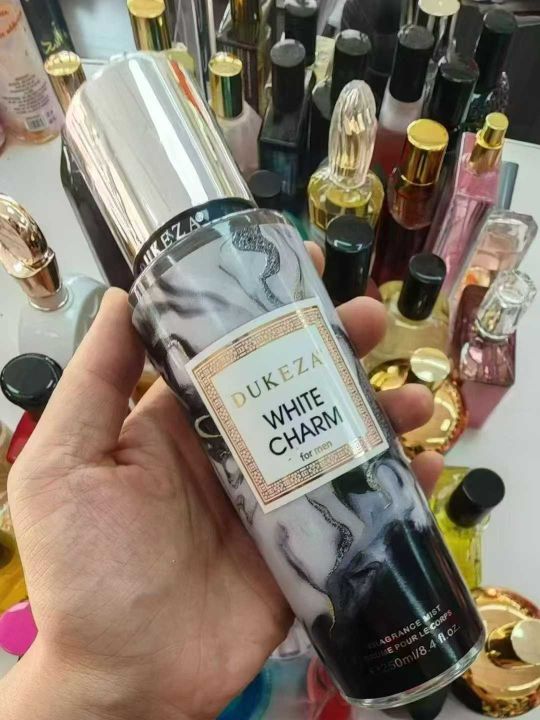 DUKEZA®
DUKEZA
WHITE
CHARM
for men
FRAGRANCE MIST
BRUME POUR LE CORPS
250ml/8.4 fl oz.